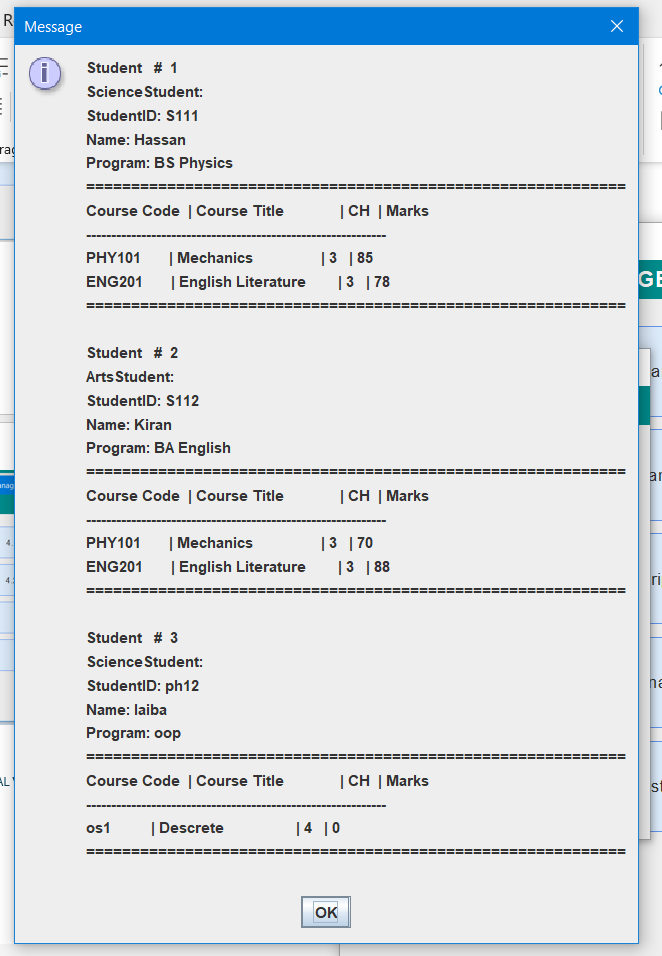 Message
Student # 1
ScienceStudent:
StudentID: S111
Name: Hassan
Program: BS Physics
============================================================
Course Code | Course Title | CH | Marks
------------------------------------------------------------
PHY101 | Mechanics | 3 | 85
ENG201 | English Literature | 3 | 78
============================================================
Student # 2
ArtsStudent:
StudentID: S112
Name: Kiran
Program: BA English
============================================================
Course Code | Course Title | CH | Marks
------------------------------------------------------------
PHY101 | Mechanics | 3 | 70
ENG201 | English Literature | 3 | 88
============================================================
Student # 3
ScienceStudent:
StudentID: ph12
Name: laiba
Program: oop
============================================================
Course Code | Course Title | CH | Marks
------------------------------------------------------------
os1 | Descrete | 4 | 0
============================================================
OK